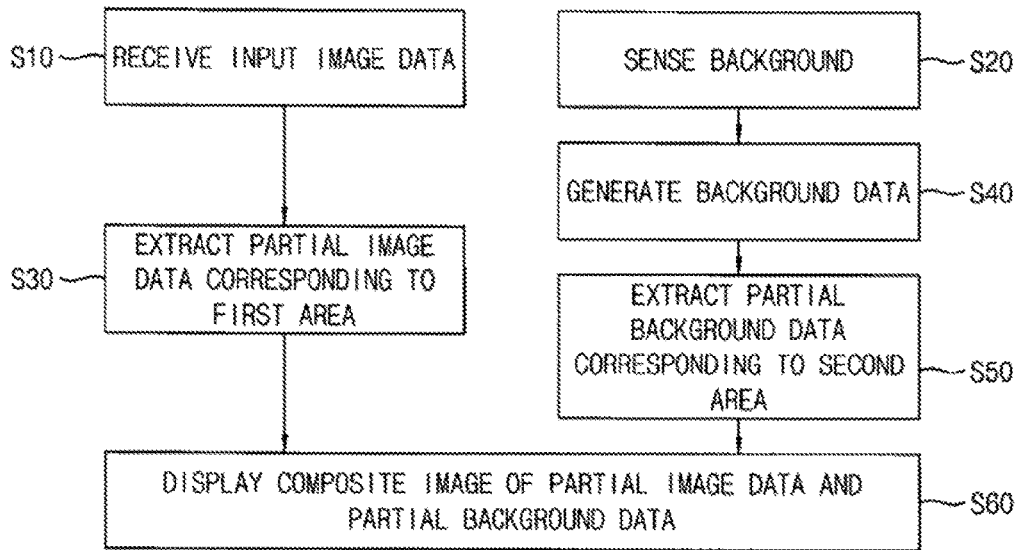 S10
RECEIVE INPUT IMAGE DATA
SENSE BACKGROUND
S20
GENERATE BACKGROUND DATA
S40
S30
EXTRACT PARTIAL IMAGE
DATA CORRESPONDING TO
FIRST AREA
EXTRACT PARTIAL
BACKGROUND DATA
CORRESPONDING TO SECOND
AREA
S50
DISPLAY COMPOSITE IMAGE OF PARTIAL IMAGE DATA AND
PARTIAL BACKGROUND DATA
S60